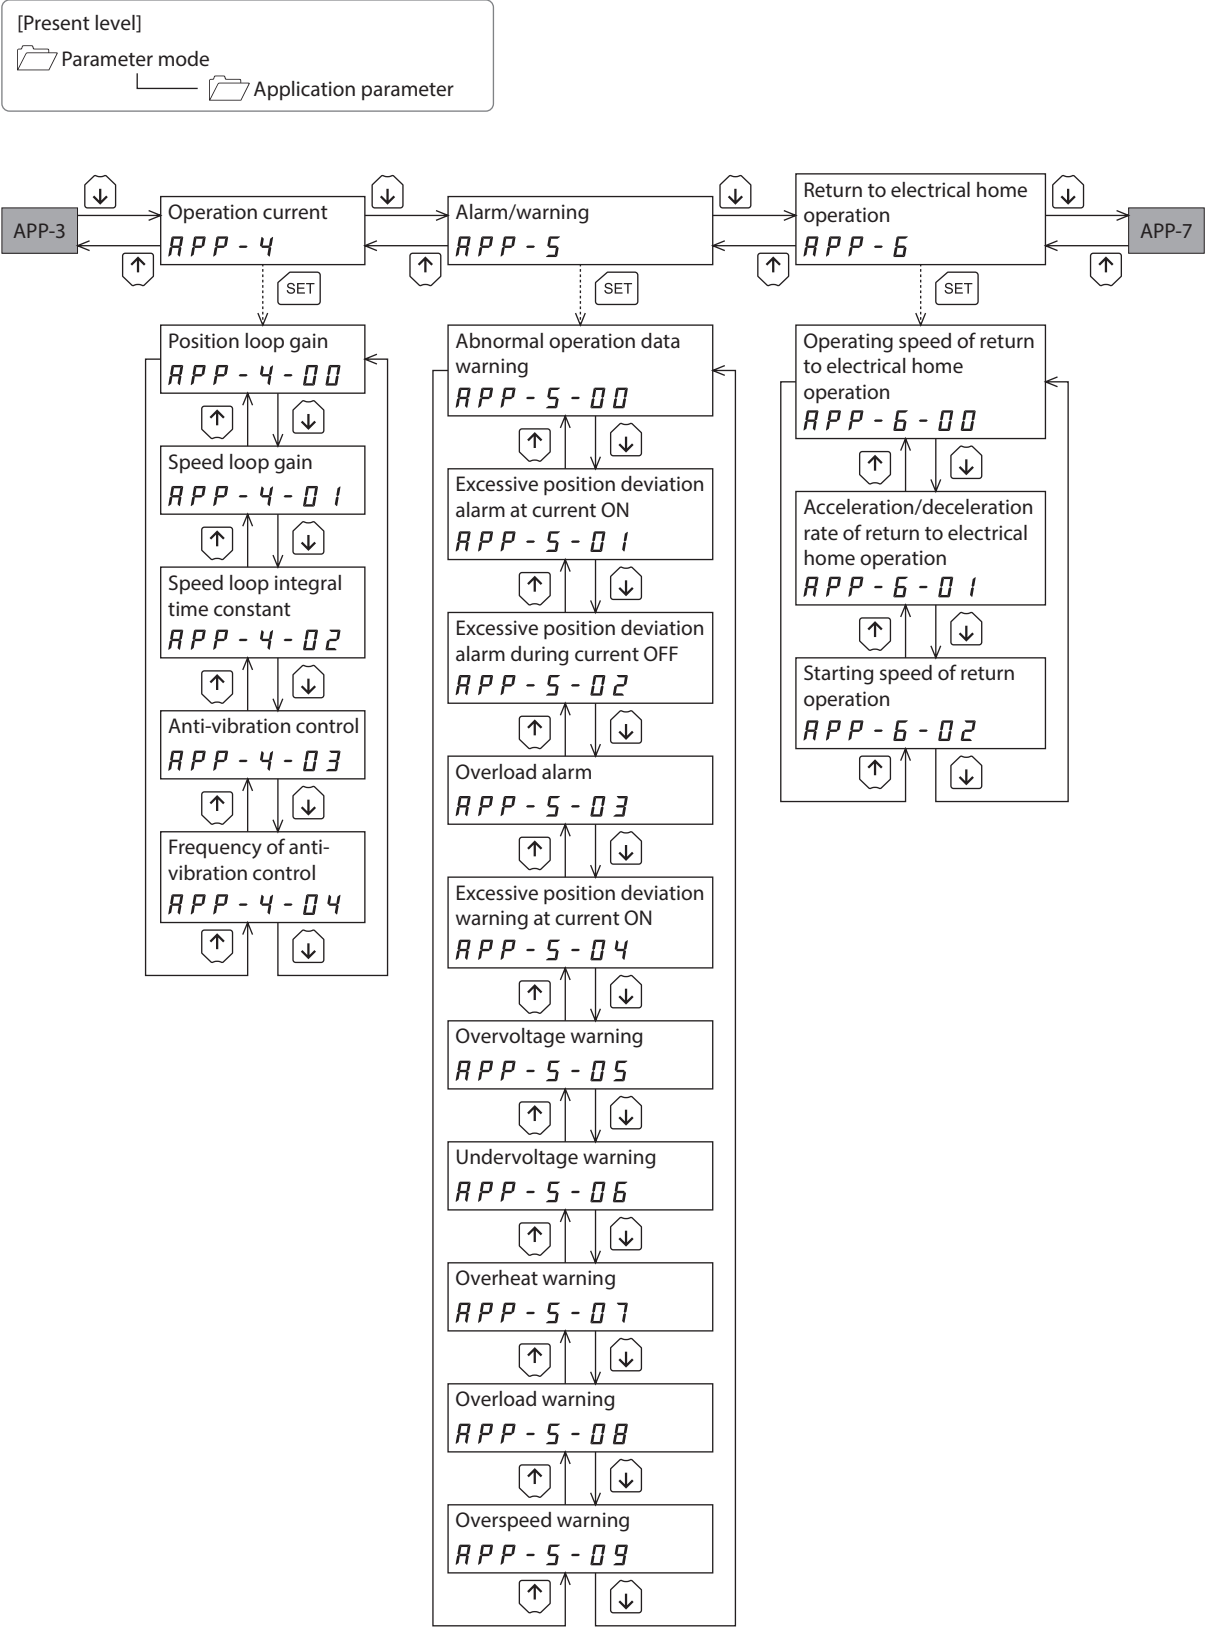 [Present level]
Parameter mode
Application parameter
APP-3
Operation current
APP-4
SET
Alarm/warning
APP-5
SET
Return to electrical home
operation
APP-6
SET
APP-7
Position loop gain
APP-4-00
Speed loop gain
APP-4-01
Speed loop integral
time constant
APP-4-02
Anti-vibration control
APP-4-03
Frequency of anti-
vibration control
APP-4-04
Abnormal operation data
warning
APP-5-00
Excessive position deviation
alarm at current ON
APP-5-01
Excessive position deviation
alarm during current OFF
APP-5-02
Overload alarm
APP-5-03
Excessive position deviation
warning at current ON
APP-5-04
Overvoltage warning
APP-5-05
Undervoltage warning
APP-5-06
Overheat warning
APP-5-07
Overload warning
APP-5-08
Overspeed warning
APP-5-09
Operating speed of return
to electrical home
operation
APP-6-00
Acceleration/deceleration
rate of return to electrical
home operation
APP-6-01
Starting speed of return
operation
APP-6-02